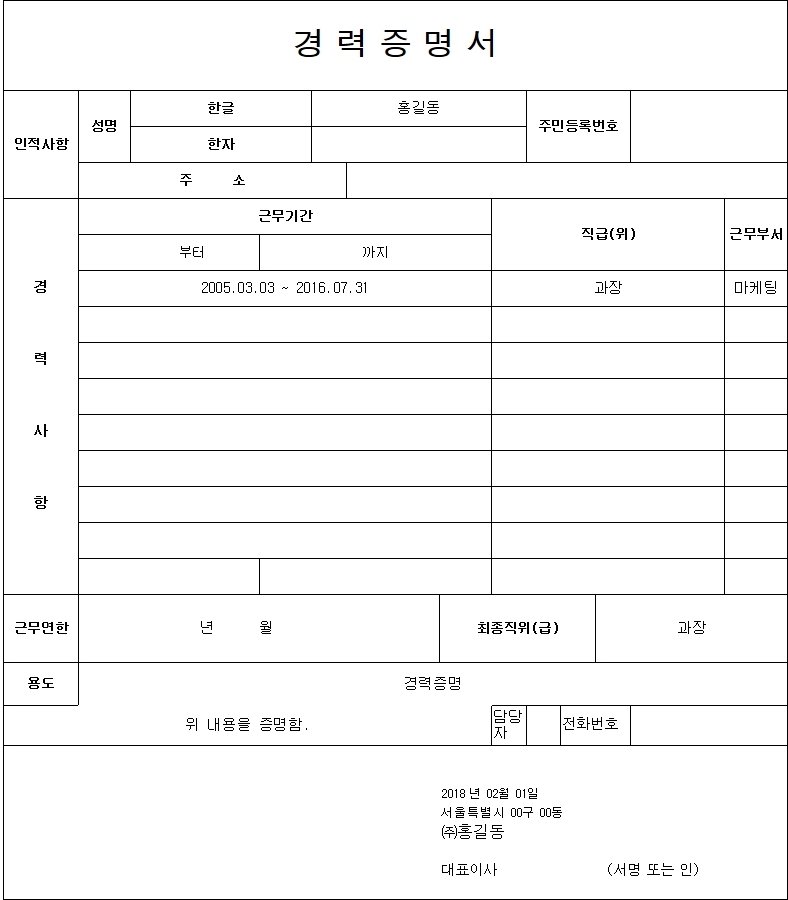 경 력 증 명 서
인적사항 성명 한글 홍길동 주민등록번호
한자
주 소
경 력 사 항
근무기간 직급(위) 근무부서
부터 까지
2005.03.03 ~ 2016.07.31 과장 마케팅
근무연한 년 월 최종직위(급) 과장
용도 경력증명
위 내용을 증명함. 담당자 전화번호
2018 년 02월 01일
서울특별시 00구 00동
㈜홍길동
대표이사 (서명 또는 인)